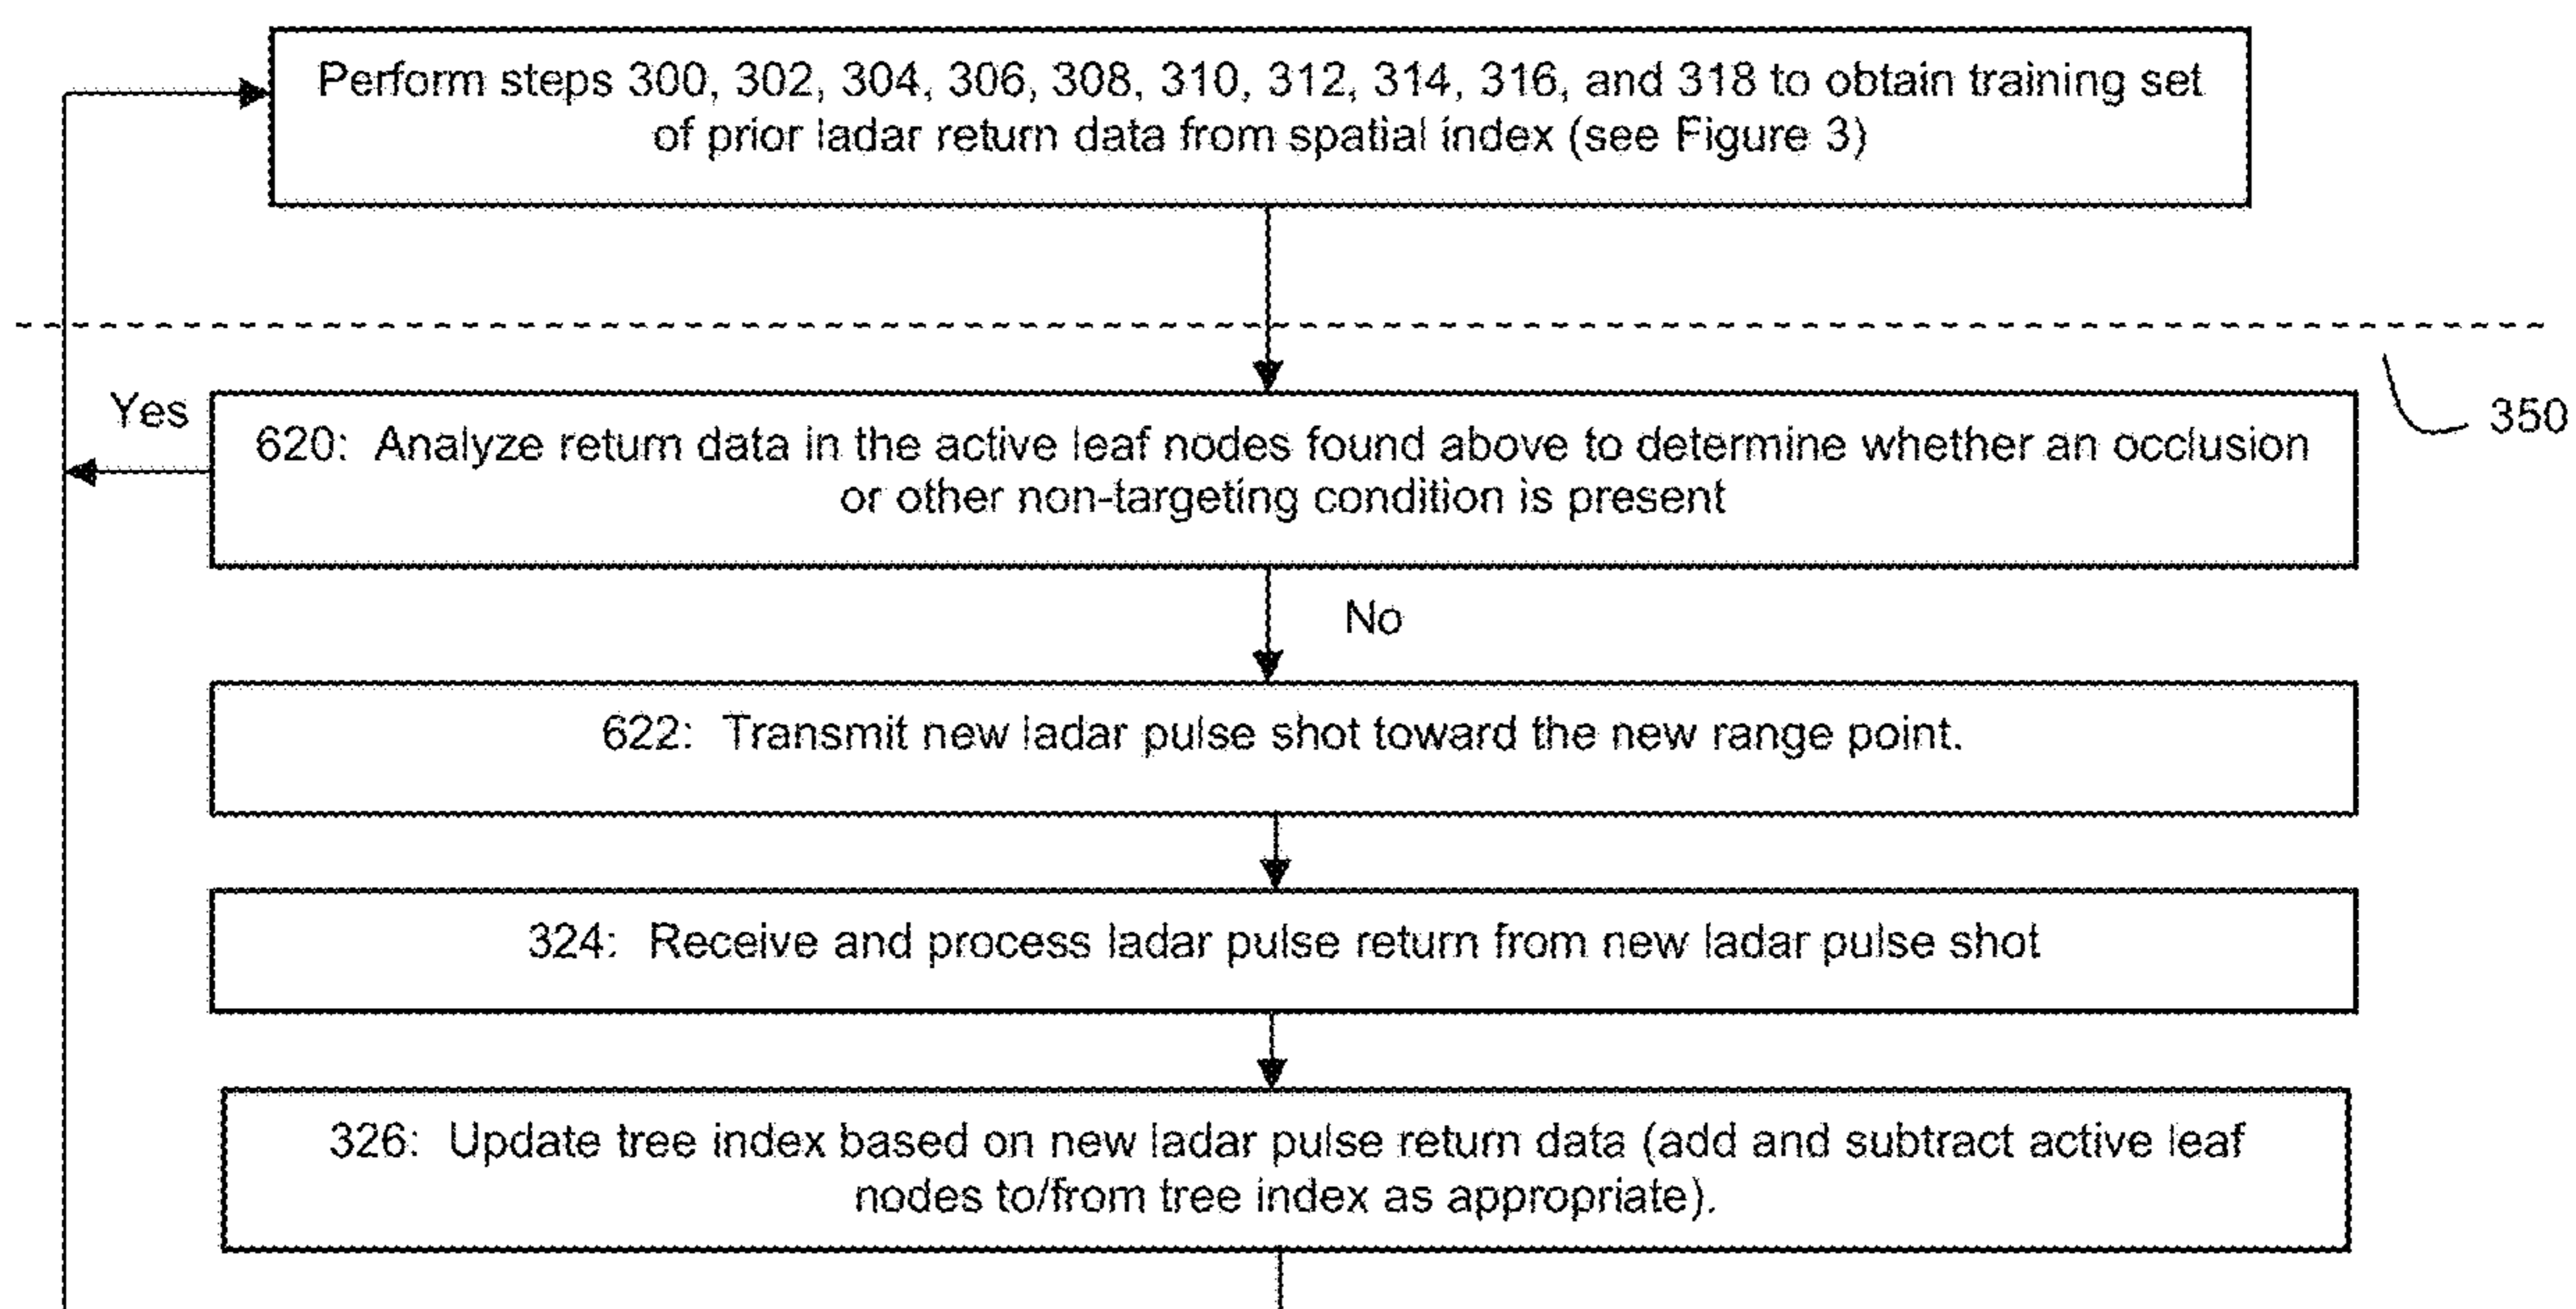 Perform steps 300, 302, 304, 306, 308, 310, 312, 314, 316, and 318 to obtain training set
of prior ladar return data from spatial index (see Figure 3)
350
Yes
620: Analyze return data in the active leaf nodes found above to determine whether an occlusion
or other non-targeting condition is present
No
622: Transmit new ladar pulse shot toward the new range point.
324: Receive and process ladar pulse return from new ladar pulse shot
326: Update tree index based on new ladar pulse return data (add and subtract active leaf
nodes to/from tree index as appropriate).